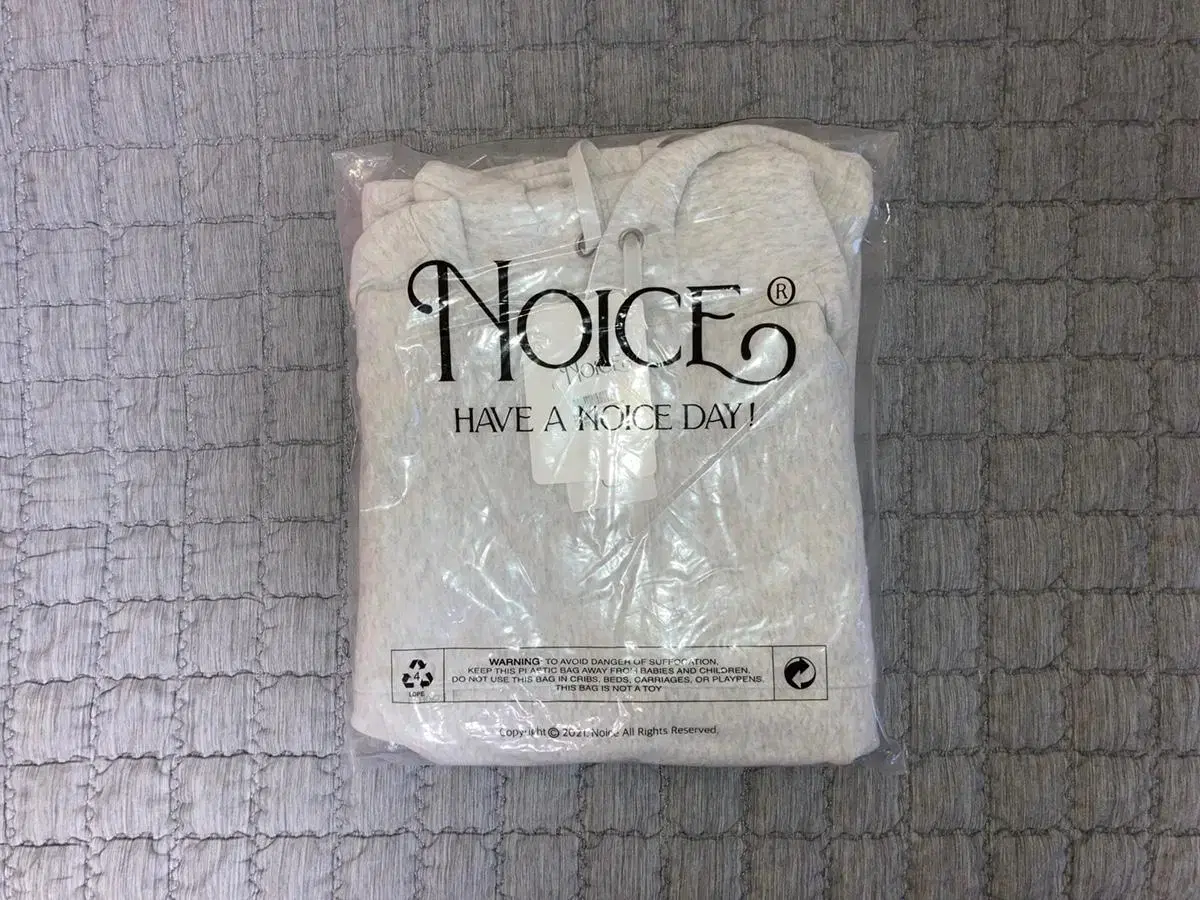 NOICE®
HAVE A NOICE DAY!
NOICE
4
LDPE
WARNING: TO AVOID DANGER OF SUFFOCATION,
KEEP THIS PLASTIC BAG AWAY FROM BABIES AND CHILDREN.
DO NOT USE THIS BAG IN CRIBS, BEDS, CARRIAGES, OR PLAYPENS.
THIS BAG IS NOT A TOY
Copyright © 2021. Noice All Rights Reserved.